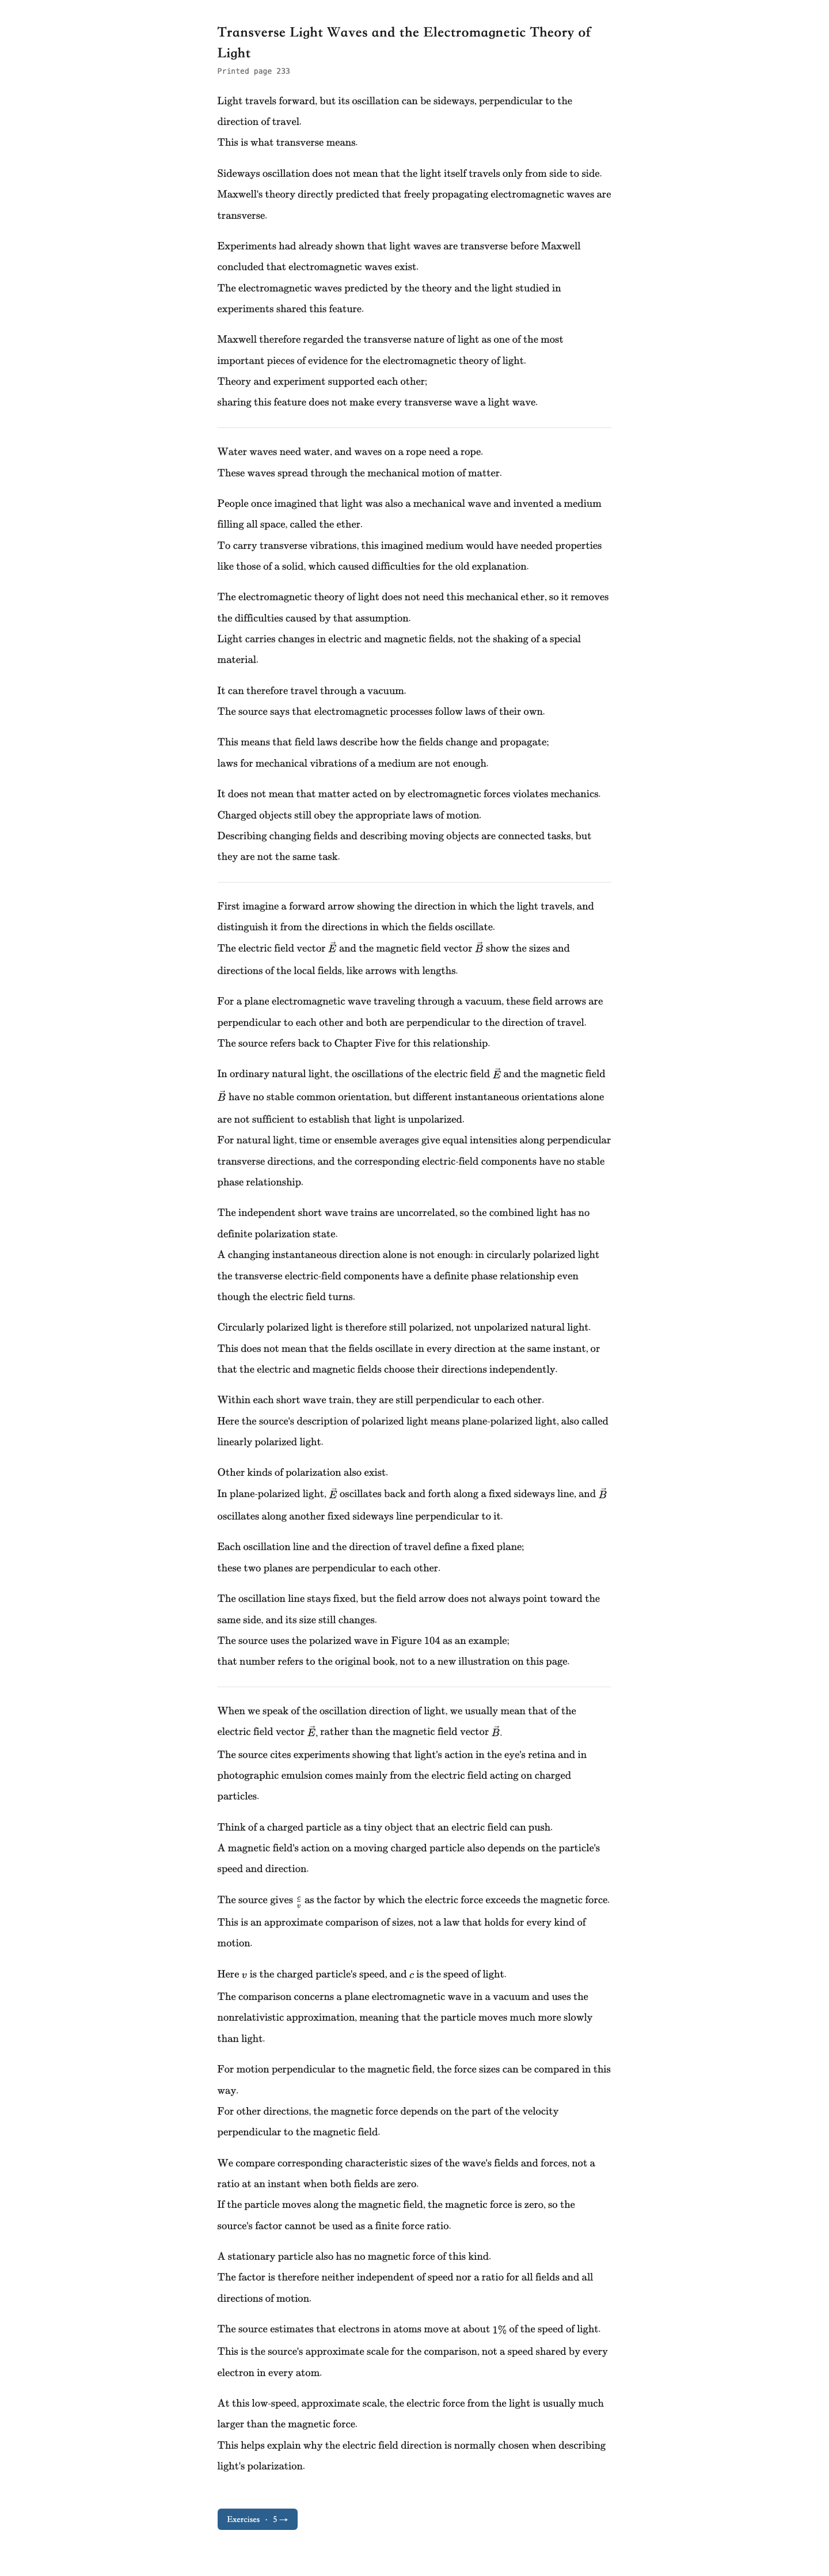 Transverse Light Waves and the Electromagnetic Theory of
Light
Printed page 233
Light travels forward, but its oscillation can be sideways, perpendicular to the
direction of travel.
This is what transverse means.
Sideways oscillation does not mean that the light itself travels only from side to side.
Maxwell's theory directly predicted that freely propagating electromagnetic waves are
transverse.
Experiments had already shown that light waves are transverse before Maxwell
concluded that electromagnetic waves exist.
The electromagnetic waves predicted by the theory and the light studied in
experiments shared this feature.
Maxwell therefore regarded the transverse nature of light as one of the most
important pieces of evidence for the electromagnetic theory of light.
Theory and experiment supported each other;
sharing this feature does not make every transverse wave a light wave.
Water waves need water, and waves on a rope need a rope.
These waves spread through the mechanical motion of matter.
People once imagined that light was also a mechanical wave and invented a medium
filling all space, called the ether.
To carry transverse vibrations, this imagined medium would have needed properties
like those of a solid, which caused difficulties for the old explanation.
The electromagnetic theory of light does not need this mechanical ether, so it removes
the difficulties caused by that assumption.
Light carries changes in electric and magnetic fields, not the shaking of a special
material.
It can therefore travel through a vacuum.
The source says that electromagnetic processes follow laws of their own.
This means that field laws describe how the fields change and propagate;
laws for mechanical vibrations of a medium are not enough.
It does not mean that matter acted on by electromagnetic forces violates mechanics.
Charged objects still obey the appropriate laws of motion.
Describing changing fields and describing moving objects are connected tasks, but
they are not the same task.
First imagine a forward arrow showing the direction in which the light travels, and
distinguish it from the directions in which the fields oscillate.
The electric field vector E⃗ and the magnetic field vector B⃗ show the sizes and
directions of the local fields, like arrows with lengths.
For a plane electromagnetic wave traveling through a vacuum, these field arrows are
perpendicular to each other and both are perpendicular to the direction of travel.
The source refers back to Chapter Five for this relationship.
In ordinary natural light, the oscillations of the electric field E⃗ and the magnetic field
B⃗ have no stable common orientation, but different instantaneous orientations alone
are not sufficient to establish that light is unpolarized.
For natural light, time or ensemble averages give equal intensities along perpendicular
transverse directions, and the corresponding electric-field components have no stable
phase relationship.
The independent short wave trains are uncorrelated, so the combined light has no
definite polarization state.
A changing instantaneous direction alone is not enough: in circularly polarized light
the transverse electric-field components have a definite phase relationship even
though the electric field turns.
Circularly polarized light is therefore still polarized, not unpolarized natural light.
This does not mean that the fields oscillate in every direction at the same instant, or
that the electric and magnetic fields choose their directions independently.
Within each short wave train, they are still perpendicular to each other.
Here the source's description of polarized light means plane-polarized light, also called
linearly polarized light.
Other kinds of polarization also exist.
In plane-polarized light, E⃗ oscillates back and forth along a fixed sideways line, and B⃗
oscillates along another fixed sideways line perpendicular to it.
Each oscillation line and the direction of travel define a fixed plane;
these two planes are perpendicular to each other.
The oscillation line stays fixed, but the field arrow does not always point toward the
same side, and its size still changes.
The source uses the polarized wave in Figure 104 as an example;
that number refers to the original book, not to a new illustration on this page.
When we speak of the oscillation direction of light, we usually mean that of the
electric field vector E⃗, rather than the magnetic field vector B⃗.
The source cites experiments showing that light's action in the eye's retina and in
photographic emulsion comes mainly from the electric field acting on charged
particles.
Think of a charged particle as a tiny object that an electric field can push.
A magnetic field's action on a moving charged particle also depends on the particle's
speed and direction.
The source gives c/v as the factor by which the electric force exceeds the magnetic force.
This is an approximate comparison of sizes, not a law that holds for every kind of
motion.
Here v is the charged particle's speed, and c is the speed of light.
The comparison concerns a plane electromagnetic wave in a vacuum and uses the
nonrelativistic approximation, meaning that the particle moves much more slowly
than light.
For motion perpendicular to the magnetic field, the force sizes can be compared in this
way.
For other directions, the magnetic force depends on the part of the velocity
perpendicular to the magnetic field.
We compare corresponding characteristic sizes of the wave's fields and forces, not a
ratio at an instant when both fields are zero.
If the particle moves along the magnetic field, the magnetic force is zero, so the
source's factor cannot be used as a finite force ratio.
A stationary particle also has no magnetic force of this kind.
The factor is therefore neither independent of speed nor a ratio for all fields and all
directions of motion.
The source estimates that electrons in atoms move at about 1% of the speed of light.
This is the source's approximate scale for the comparison, not a speed shared by every
electron in every atom.
At this low-speed, approximate scale, the electric force from the light is usually much
larger than the magnetic force.
This helps explain why the electric field direction is normally chosen when describing
light's polarization.
Exercises · 5 →